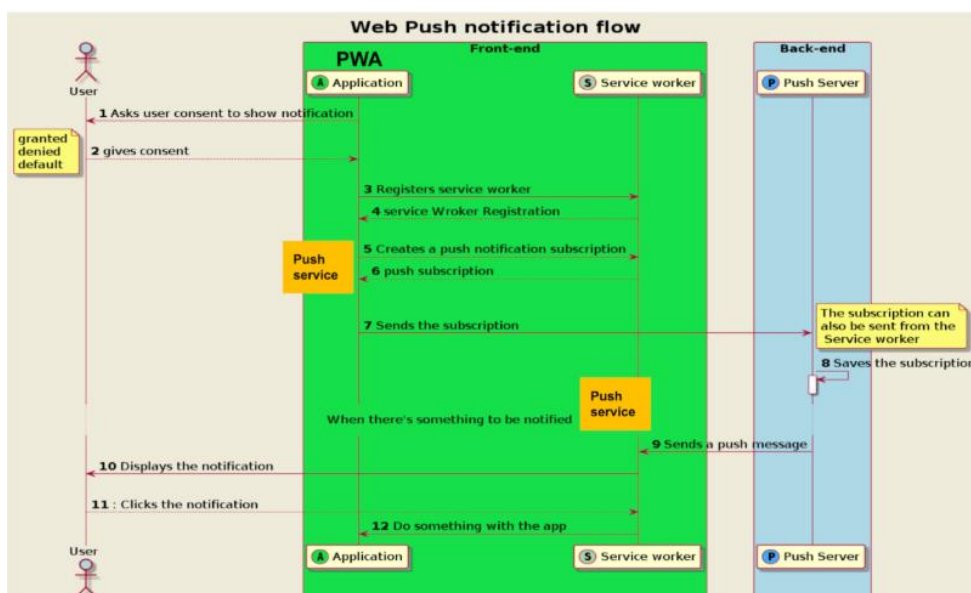 Web Push notification flow
Front-end
Back-end
PWA
User
A Application
S Service worker
P Push Server
1 Asks user consent to show notification
granted
denied
default
2 gives consent
3 Registers service worker
4 service Wroker Registration
Push
service
5 Creates a push notification subscription
6 push subscription
7 Sends the subscription
The subscription can
also be sent from the
Service worker
8 Saves the subscription
Push
service
When there's something to be notified
9 Sends a push message
10 Displays the notification
11 : Clicks the notification
12 Do something with the app
User
A Application
S Service worker
P Push Server